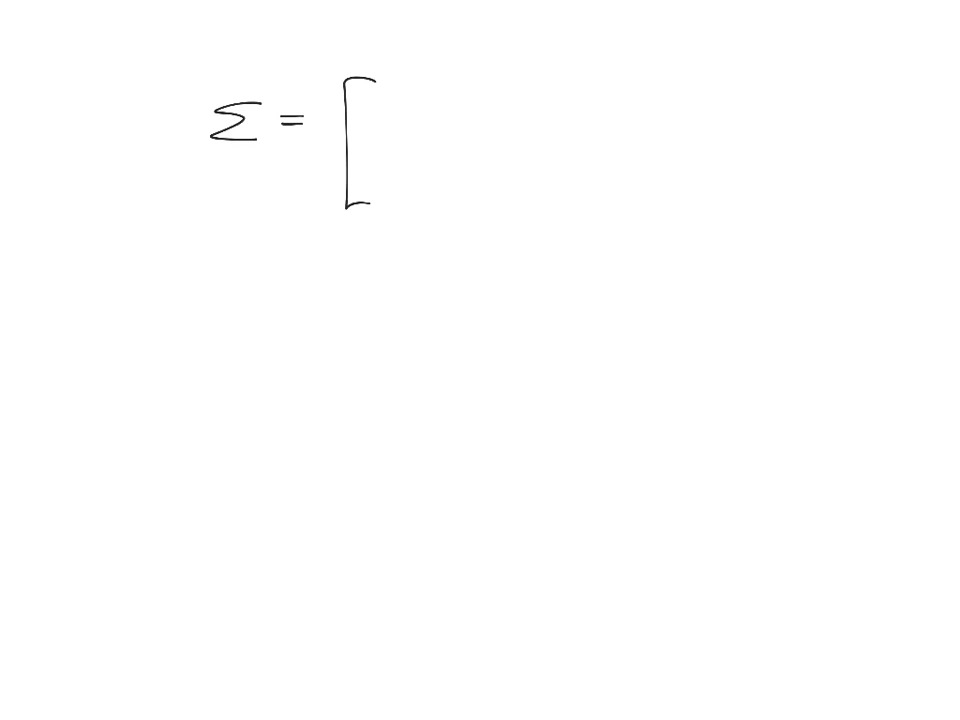 Σ = [